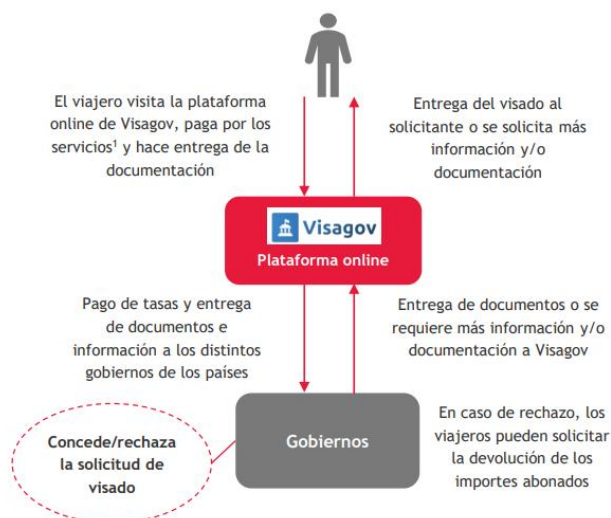 El viajero visita la plataforma
online de Visagov, paga por los
servicios¹ y hace entrega de la
documentación
Entrega del visado al
solicitante o se solicita más
información y/o
documentación
Visagov
Plataforma online
Pago de tasas y entrega
de documentos e
información a los distintos
gobiernos de los países
Entrega de documentos o se
requiere más información y/o
documentación a Visagov
Concede/rechaza
la solicitud de
visado
Gobiernos
En caso de rechazo, los
viajeros pueden solicitar
la devolución de los
importes abonados